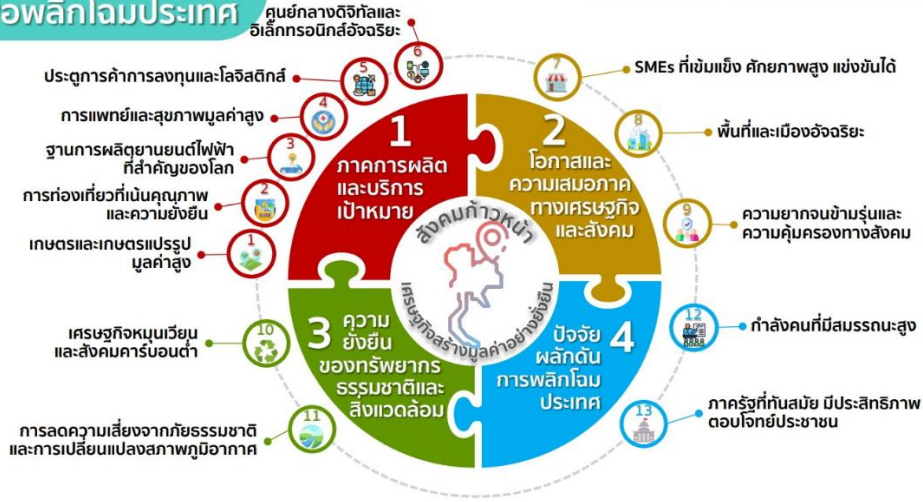 อพลิกโฉมประเทศ
ศูนย์กลางดิจิทัลและ
อิเล็กทรอนิกส์อัจฉริยะ
6
ประตูการค้าการลงทุนและโลจิสติกส์
5
การแพทย์และสุขภาพมูลค่าสูง
4
ฐานการผลิตยานยนต์ไฟฟ้า
ที่สำคัญของโลก
3
การท่องเที่ยวที่เน้นคุณภาพ
และความยั่งยืน
2
เกษตรและเกษตรแปรรูป
มูลค่าสูง
1
1
ภาคการผลิต
และบริการ
เป้าหมาย
2
โอกาสและ
ความเสมอภาค
ทางเศรษฐกิจ
และสังคม
7
SMEs ที่เข้มแข็ง ศักยภาพสูง แข่งขันได้
8
พื้นที่และเมืองอัจฉริยะ
9
ความยากจนข้ามรุ่นและ
ความคุ้มครองทางสังคม
สังคมก้าวหน้า
เศรษฐกิจสร้างมูลค่าอย่างยั่งยืน
3
ความ
ยั่งยืน
ของทรัพยากร
ธรรมชาติและ
สิ่งแวดล้อม
10
เศรษฐกิจหมุนเวียน
และสังคมคาร์บอนต่ำ
11
การลดความเสี่ยงจากภัยธรรมชาติ
และการเปลี่ยนแปลงสภาพภูมิอากาศ
4
ปัจจัย
ผลักดัน
การพลิกโฉม
ประเทศ
12
กำลังคนที่มีสมรรถนะสูง
13
ภาครัฐที่ทันสมัย มีประสิทธิภาพ
ตอบโจทย์ประชาชน